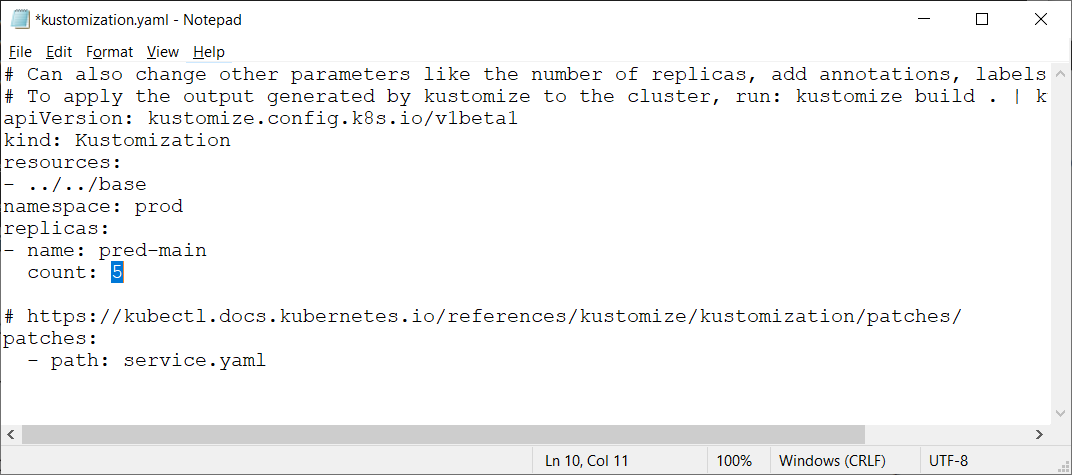 *kustomization.yaml - Notepad
File Edit Format View Help
# Can also change other parameters like the number of replicas, add annotations, labels
# To apply the output generated by kustomize to the cluster, run: kustomize build . | k
apiVersion: kustomize.config.k8s.io/v1beta1
kind: Kustomization
resources:
- ../../base
namespace: prod
replicas:
- name: pred-main
  count: 5

# https://kubectl.docs.kubernetes.io/references/kustomize/kustomization/patches/
patches:
  - path: service.yaml
Ln 10, Col 11 100% Windows (CRLF) UTF-8